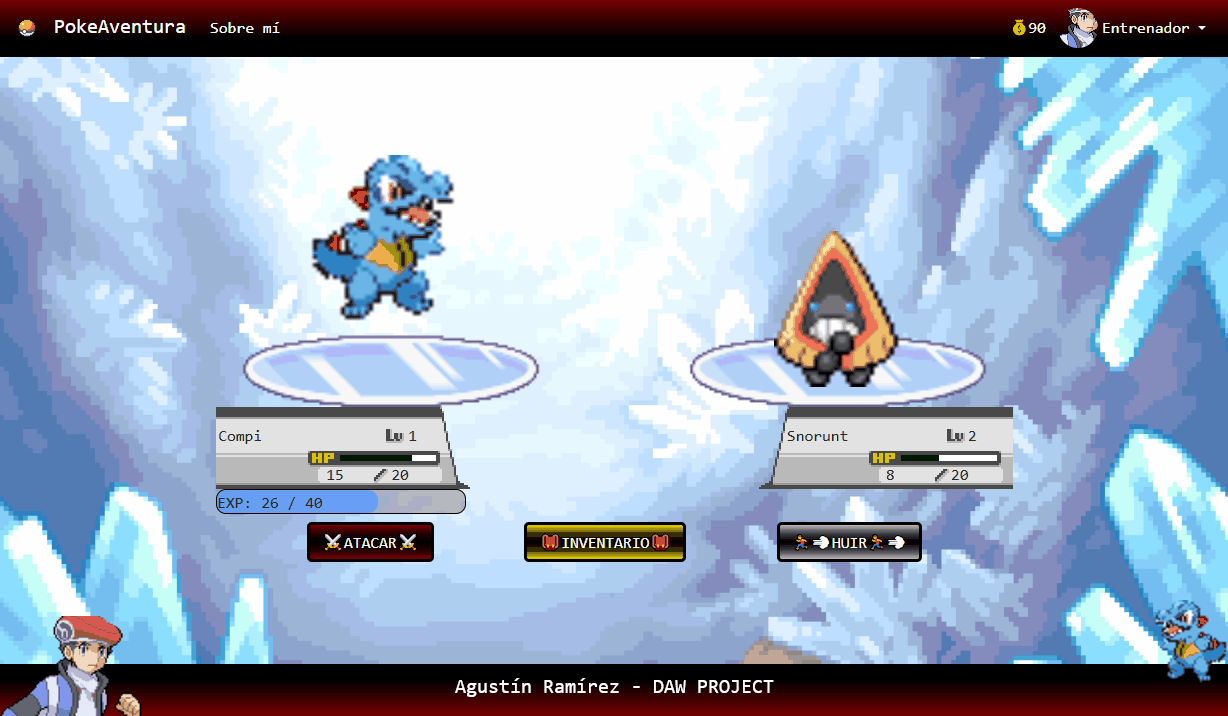 PokeAventura Sobre mí 90 Entrenador
Compi Lv 1
HP
15 / 20
EXP: 26 / 40
Snorunt Lv 2
HP
8 / 20
ATACAR INVENTARIO HUIR
Agustín Ramírez - DAW PROJECT